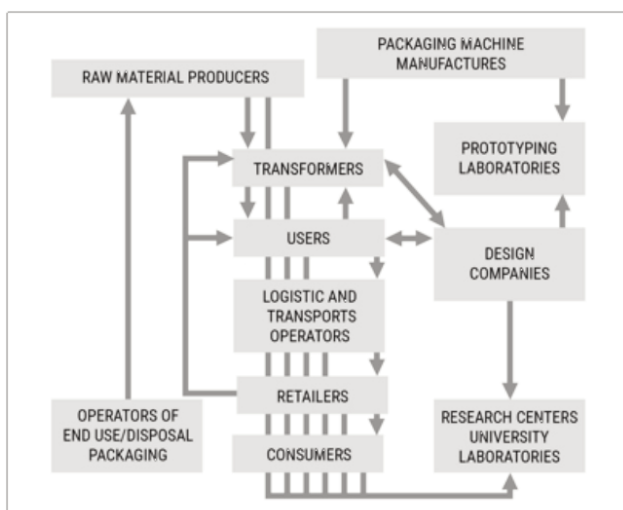 PACKAGING MACHINE
MANUFACTURES
RAW MATERIAL PRODUCERS
PROTOTYPING
LABORATORIES
TRANSFORMERS
USERS
DESIGN
COMPANIES
LOGISTIC AND
TRANSPORTS
OPERATORS
RETAILERS
OPERATORS OF
END USE/DISPOSAL
PACKAGING
RESEARCH CENTERS
UNIVERSITY
LABORATORIES
CONSUMERS